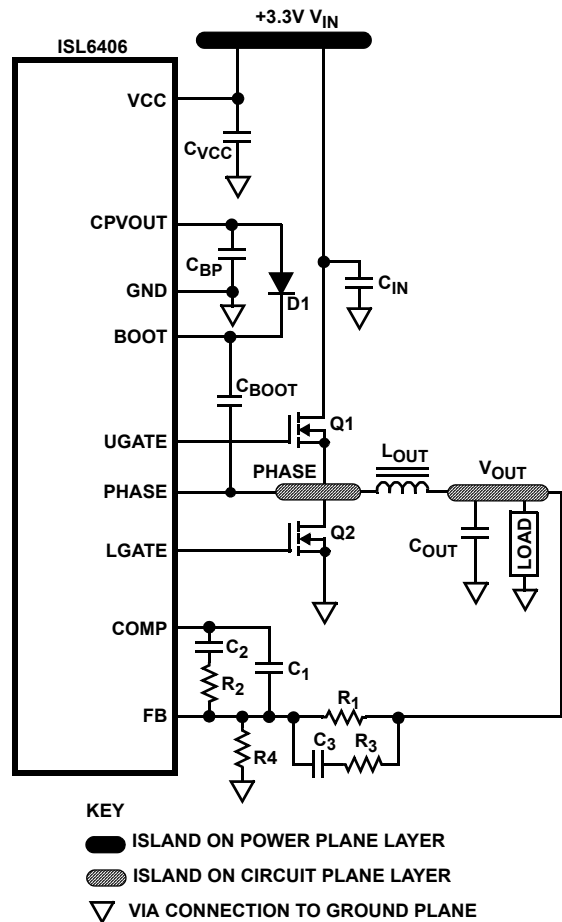 +3.3V VIN
ISL6406
VCC
CVCC
CPVOUT
CBP
GND
D1
CIN
BOOT
CBOOT
UGATE
Q1
PHASE
PHASE
LOUT
VOUT
LGATE
Q2
COUT
LOAD
COMP
C2
C1
R2
R1
FB
C3
R3
R4
KEY
ISLAND ON POWER PLANE LAYER
ISLAND ON CIRCUIT PLANE LAYER
VIA CONNECTION TO GROUND PLANE